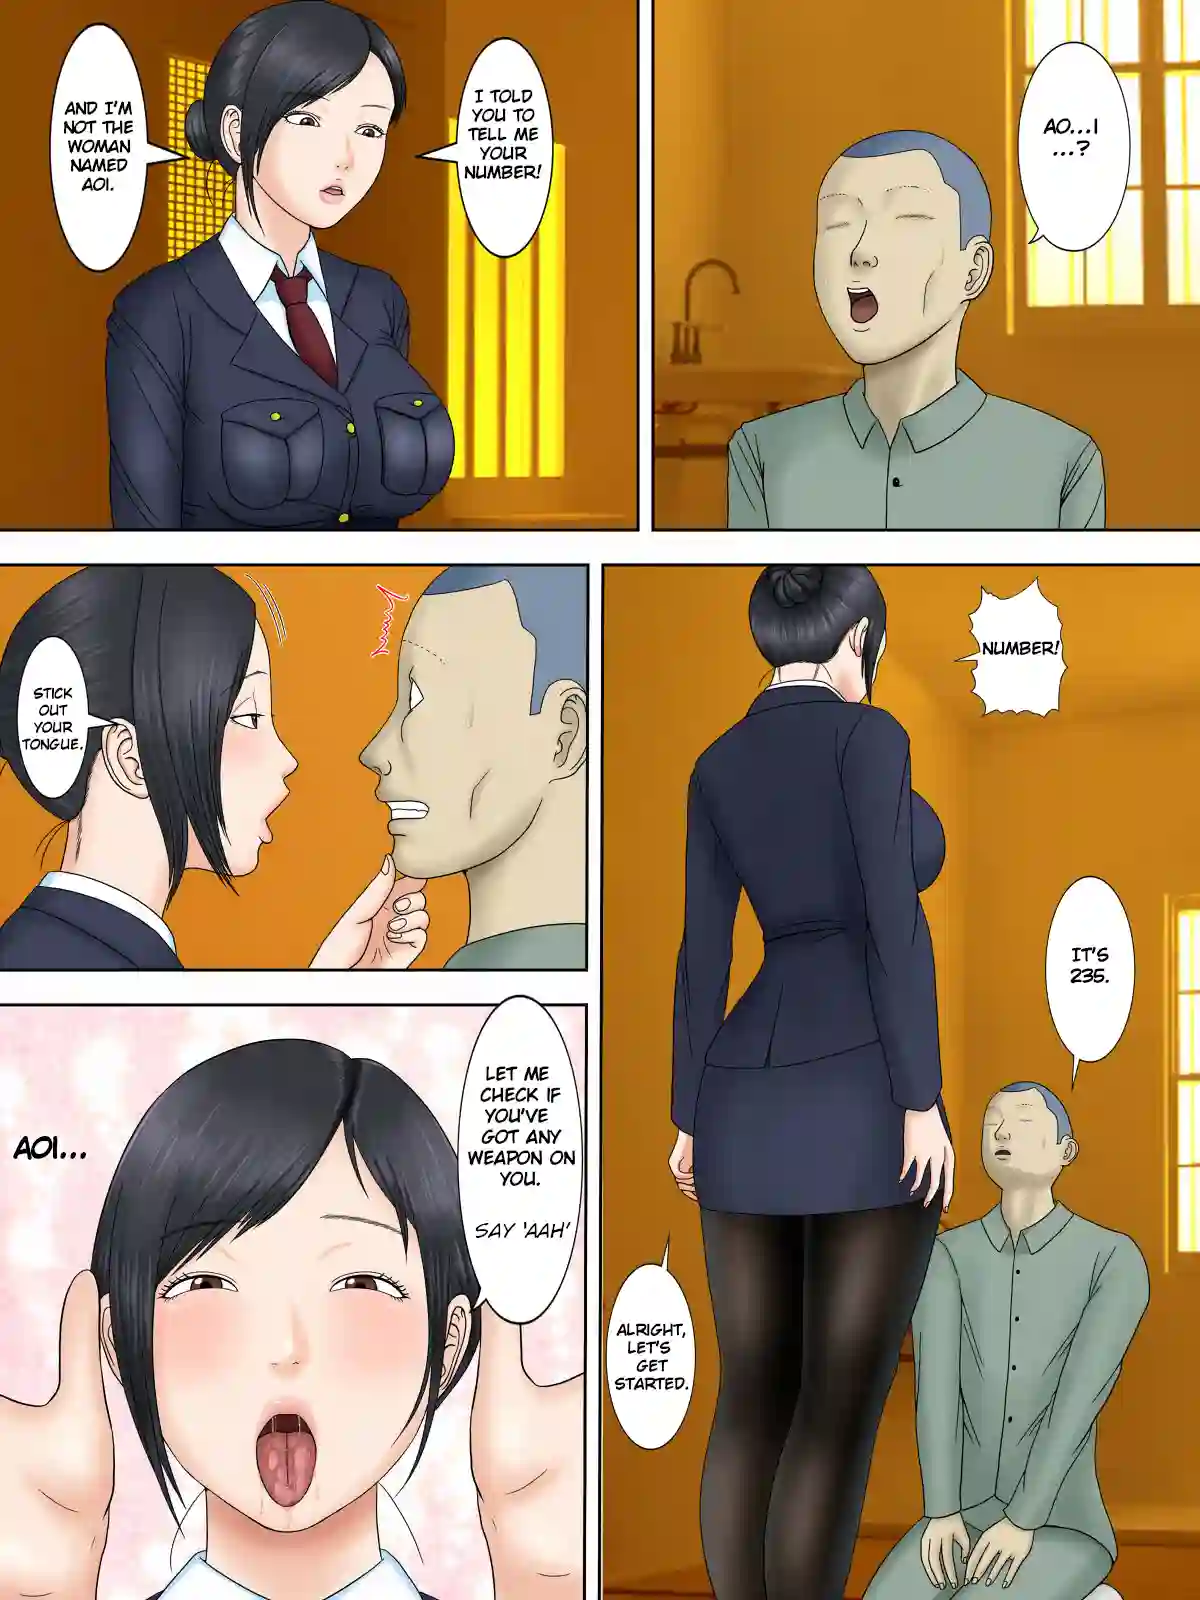 AO...I
...?
I TOLD
YOU TO
TELL ME
YOUR
NUMBER!
AND I'M
NOT THE
WOMAN
NAMED
AOI.
NUMBER!
IT'S
235.
ALRIGHT,
LET'S
GET
STARTED.
STICK
OUT
YOUR
TONGUE.
LET ME
CHECK IF
YOU'VE
GOT ANY
WEAPON ON
YOU.
SAY 'AAH'
AOI...